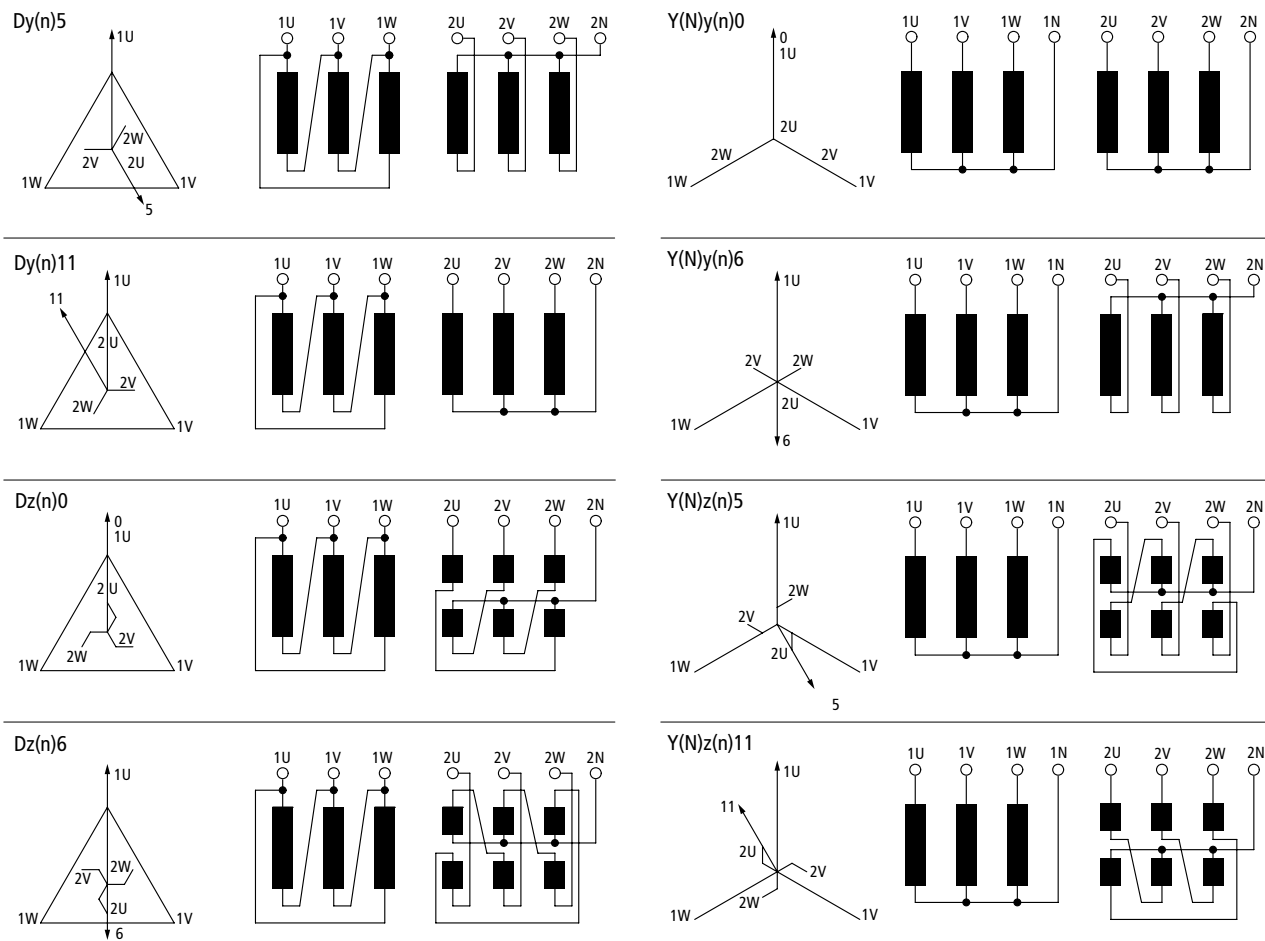 Dy(n)5
1U
2W
2V 2U
1W 1V
5
1U 1V 1W 2U 2V 2W 2N
Y(N)y(n)0
0
1U
2U
2W 2V
1W 1V
1U 1V 1W 1N 2U 2V 2W 2N
Dy(n)11
1U
11
2U
2V
2W
1W 1V
1U 1V 1W 2U 2V 2W 2N
Y(N)y(n)6
1U
2V 2W
2U
1W 1V
6
1U 1V 1W 1N 2U 2V 2W 2N
Dz(n)0
0
1U
2U
2V
2W
1W 1V
1U 1V 1W 2U 2V 2W 2N
Y(N)z(n)5
1U
2W
2V
2U
1W 1V
5
1U 1V 1W 1N 2U 2V 2W 2N
Dz(n)6
1U
2W
2V
2U
1W 1V
6
1U 1V 1W 2U 2V 2W 2N
Y(N)z(n)11
1U
11
2U
2V
2W
1W 1V
1U 1V 1W 1N 2U 2V 2W 2N